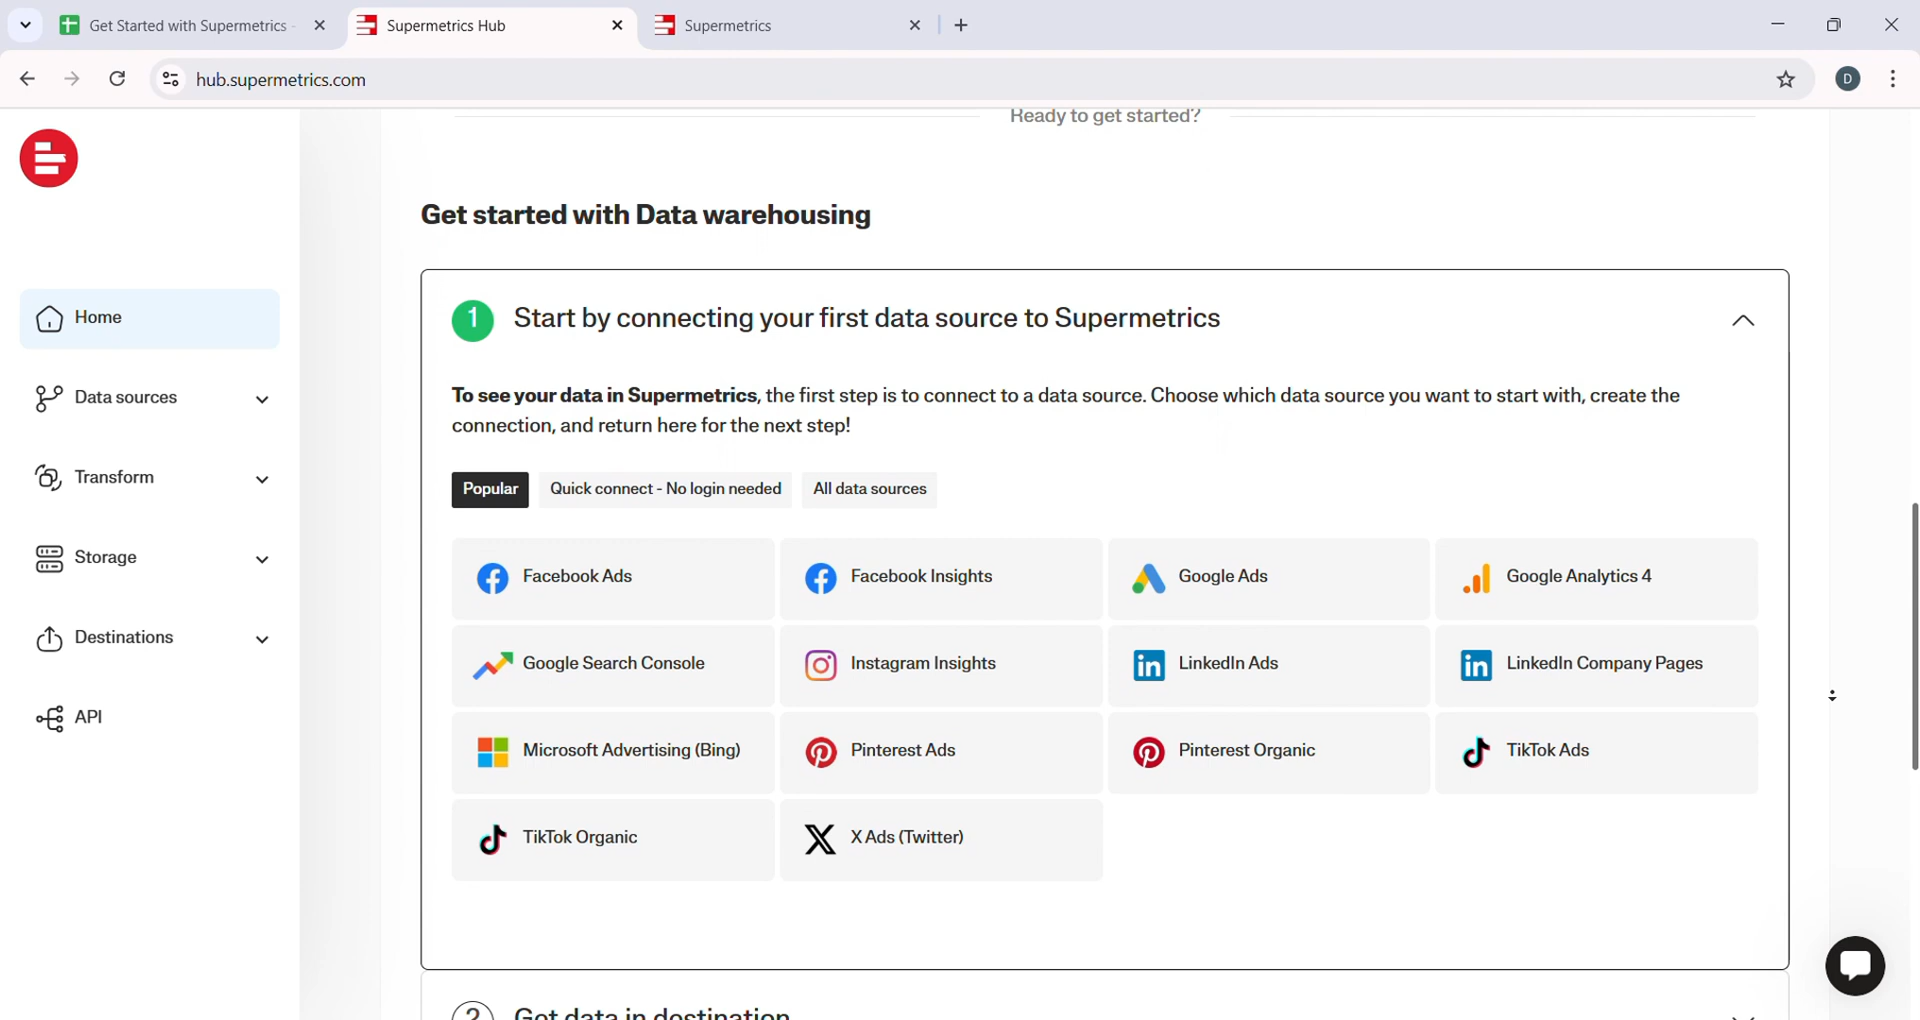 Get Started with Supermetrics -
Supermetrics Hub
Supermetrics
hub.supermetrics.com
D
Ready to get started?
Home
Data sources
Transform
Storage
Destinations
API
Get started with Data warehousing
1 Start by connecting your first data source to Supermetrics
To see your data in Supermetrics, the first step is to connect to a data source. Choose which data source you want to start with, create the
connection, and return here for the next step!
Popular Quick connect - No login needed All data sources
Facebook Ads Facebook Insights Google Ads Google Analytics 4
Google Search Console Instagram Insights LinkedIn Ads LinkedIn Company Pages
Microsoft Advertising (Bing) Pinterest Ads Pinterest Organic TikTok Ads
TikTok Organic X Ads (Twitter)
2 Get data in destination